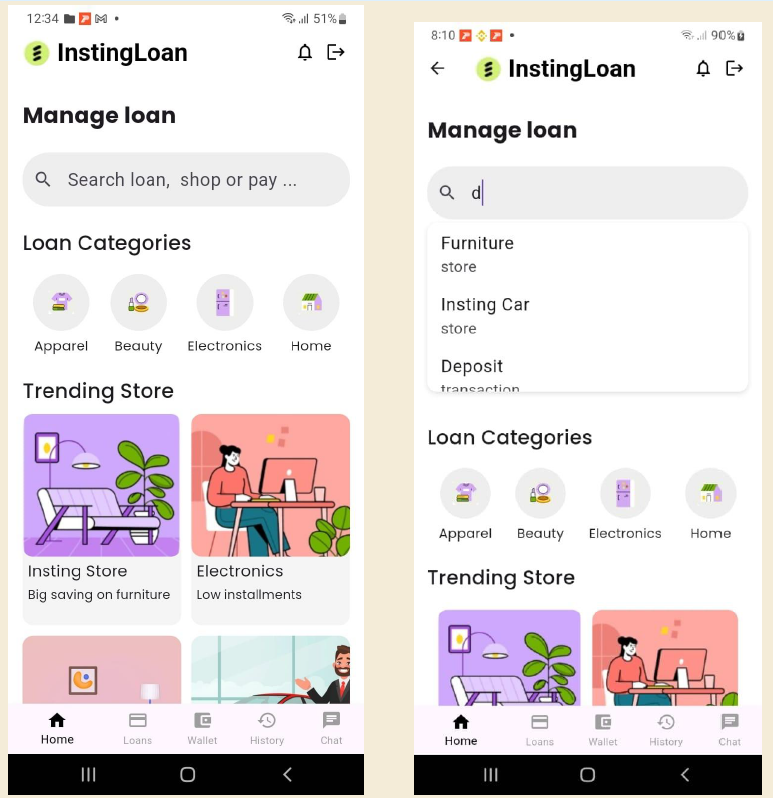 12:34
51%
InstingLoan
Manage loan
Search loan, shop or pay ...
Loan Categories
Apparel Beauty Electronics Home
Trending Store
Insting Store
Big saving on furniture
Electronics
Low installments
Home Loans Wallet History Chat
8:10
90%
InstingLoan
Manage loan
d
Furniture
store
Insting Car
store
Deposit
transaction
Loan Categories
Apparel Beauty Electronics Home
Trending Store
Home Loans Wallet History Chat